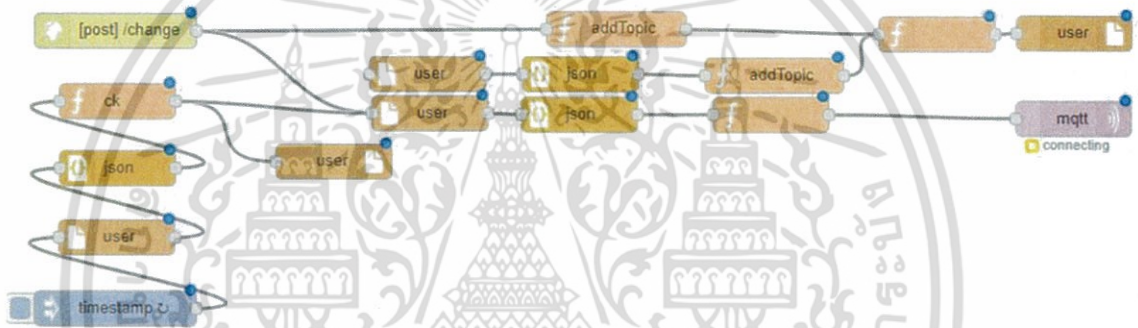 [post] /change
addTopic
user
user
json
addTopic
ck
user
json
mqtt
connecting
json
user
user
timestamp ↻